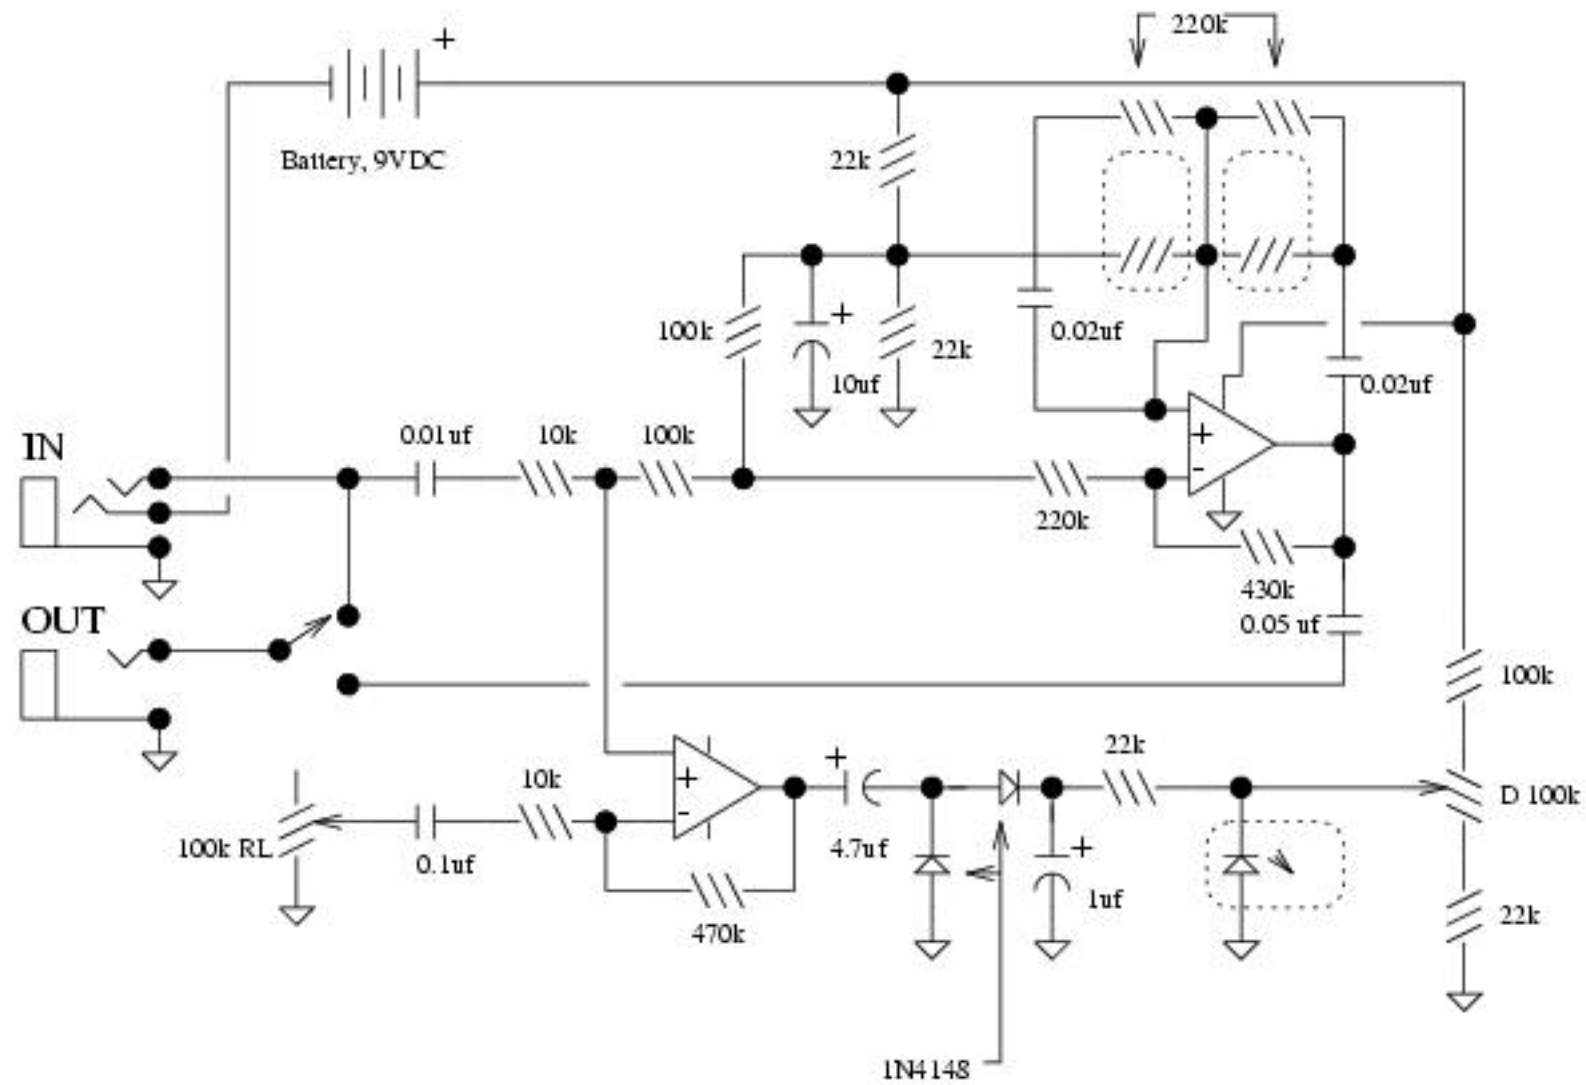 220k
+
Battery, 9VDC
22k
100k
+
10uf
22k
0.02uf
0.02uf
IN
0.01uf
10k
100k
220k
+
-
430k
0.05 uf
OUT
100k
D 100k
22k
100k RL
0.1uf
10k
+
-
470k
+
4.7uf
+
1uf
22k
1N4148